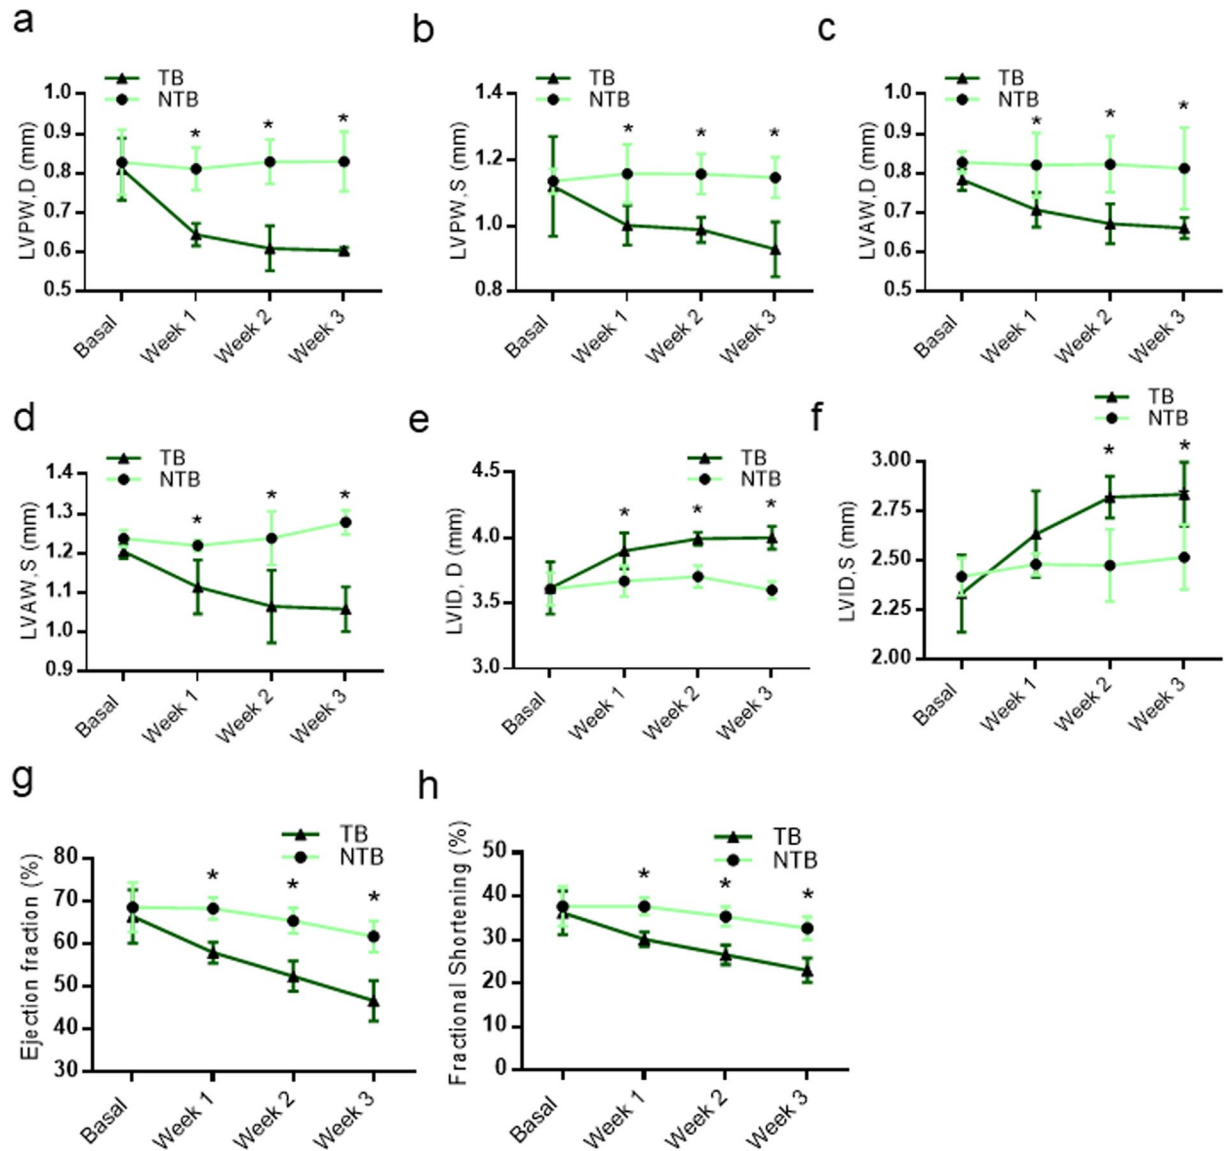 a
TB
NTB
LVPW,D (mm)
1.0
0.9
0.8
0.7
0.6
0.5
* * *
Basal
Week 1
Week 2
Week 3
b
TB
NTB
LVPW,S (mm)
1.4
1.2
1.0
0.8
* * *
Basal
Week 1
Week 2
Week 3
c
TB
NTB
LVAW,D (mm)
1.0
0.9
0.8
0.7
0.6
0.5
* * *
Basal
Week 1
Week 2
Week 3
d
TB
NTB
LVAW,S (mm)
1.4
1.3
1.2
1.1
1.0
0.9
* * *
Basal
Week 1
Week 2
Week 3
e
TB
NTB
LVID, D (mm)
4.5
4.0
3.5
3.0
* * *
Basal
Week 1
Week 2
Week 3
f
TB
NTB
LVID,S (mm)
3.00
2.75
2.50
2.25
2.00
* *
Basal
Week 1
Week 2
Week 3
g
TB
NTB
Ejection fraction (%)
80
70
60
50
40
30
* * *
Basal
Week 1
Week 2
Week 3
h
TB
NTB
Fractional Shortening (%)
50
40
30
20
10
0
* * *
Basal
Week 1
Week 2
Week 3